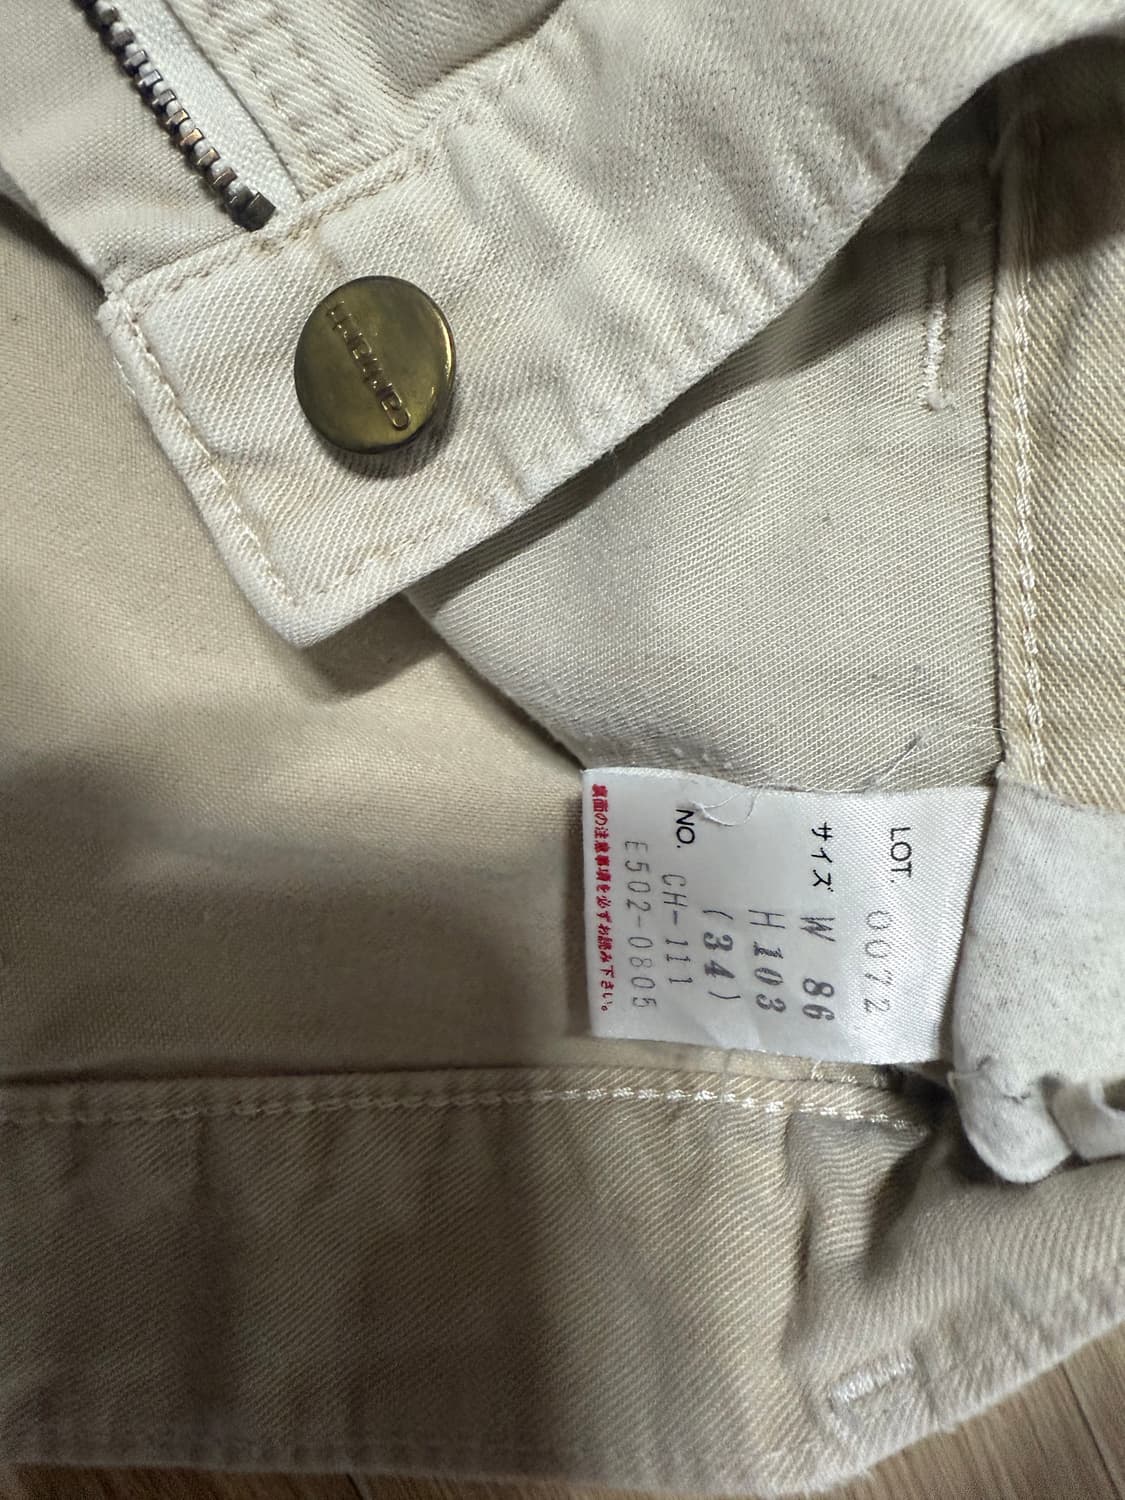 carhartt
LOT. 0072
サイズ W 86
H103
(34)
NO. CH-111
E502-0805
裏面の注意事項を必ずお読み下さい。